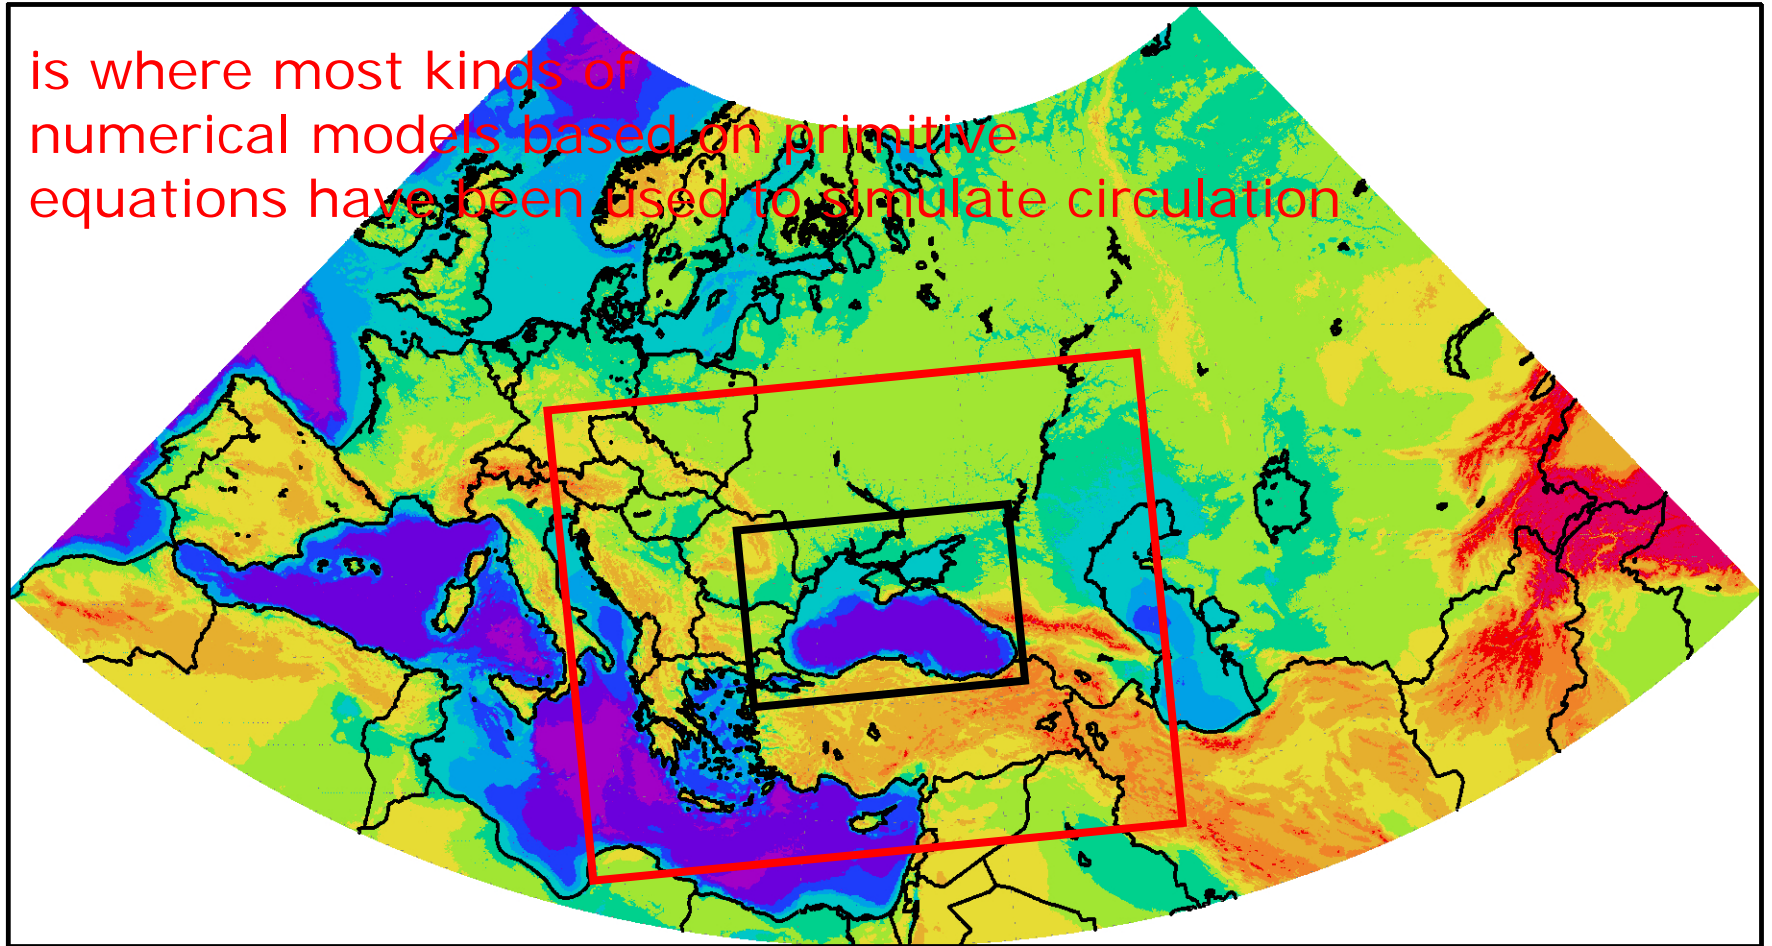 is where most kinds of
numerical models based on primitive
equations have been used to simulate circulation